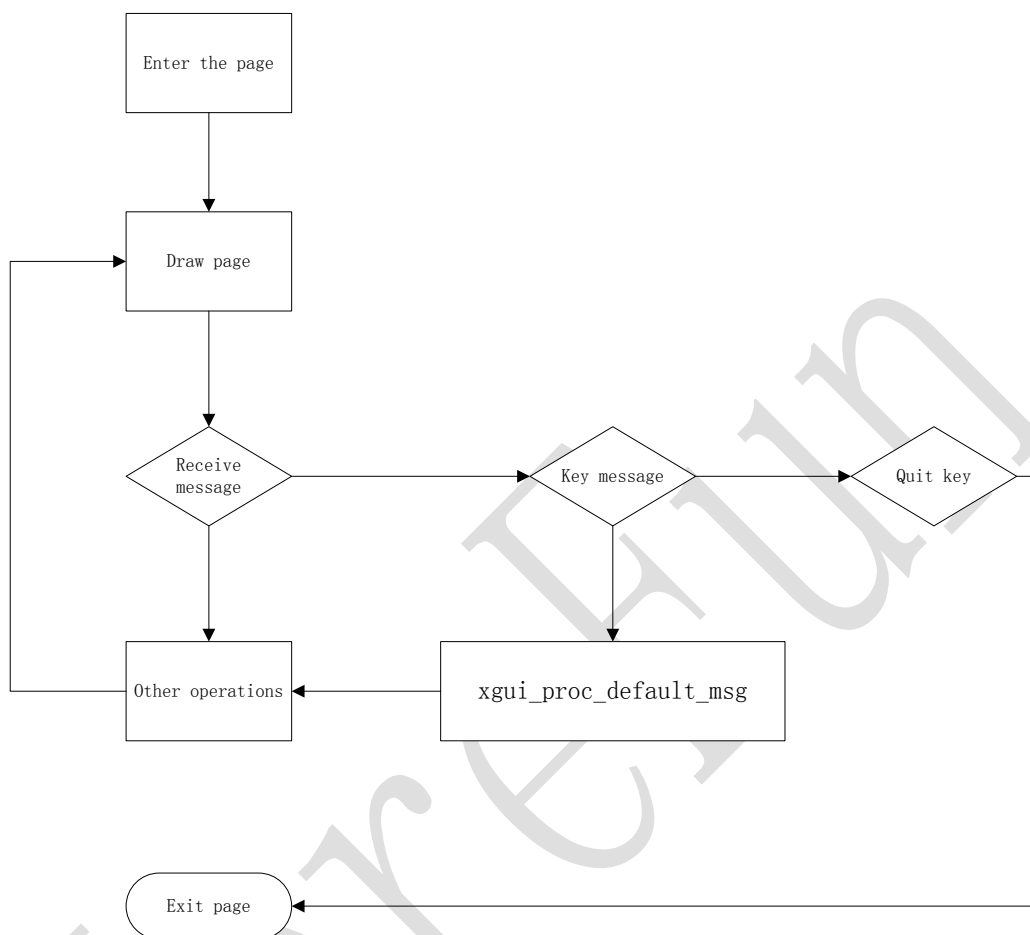 Enter the page
Draw page
Receive
message
Key message
Quit key
Other operations
xgui_proc_default_msg
Exit page